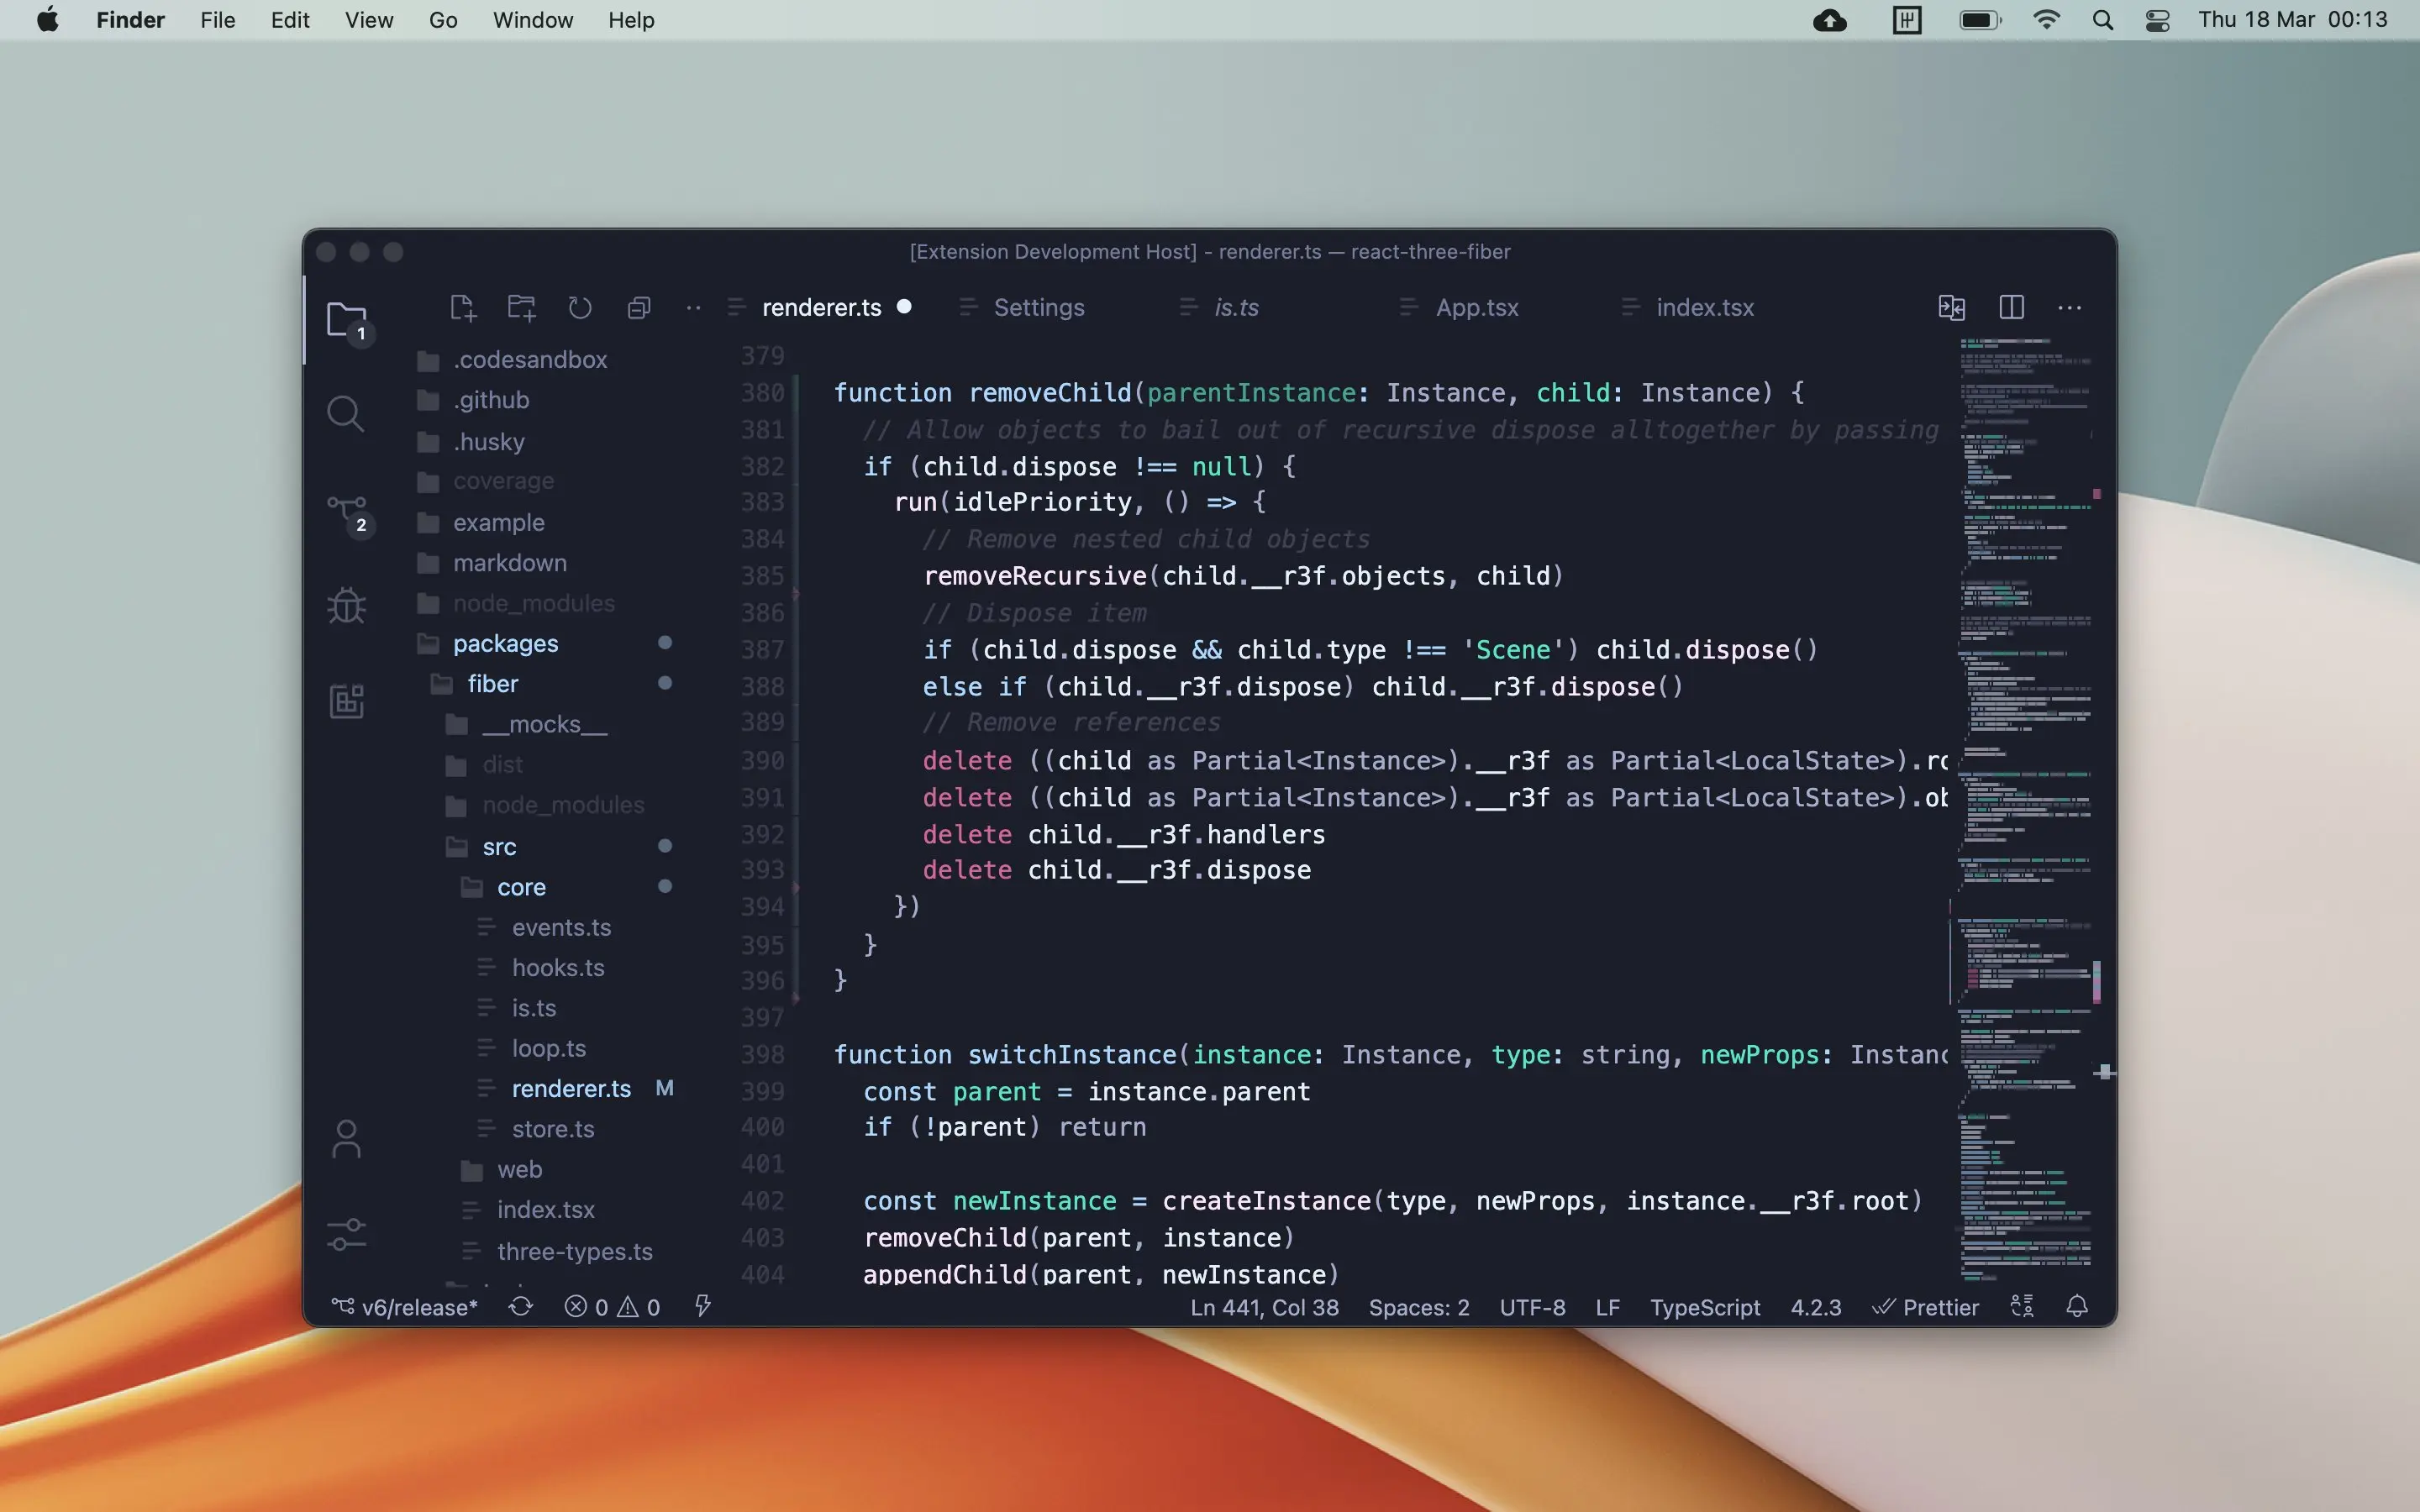 Finder File Edit View Go Window Help Thu 18 Mar 00:13
[Extension Development Host] - renderer.ts — react-three-fiber
renderer.ts Settings is.ts App.tsx index.tsx
1
2
.codesandbox
.github
.husky
coverage
example
markdown
node_modules
packages
fiber
__mocks__
dist
node_modules
src
core
events.ts
hooks.ts
is.ts
loop.ts
renderer.ts M
store.ts
web
index.tsx
three-types.ts
379
380 function removeChild(parentInstance: Instance, child: Instance) {
381 // Allow objects to bail out of recursive dispose alltogether by passing
382 if (child.dispose !== null) {
383 run(idlePriority, () => {
384 // Remove nested child objects
385 removeRecursive(child.__r3f.objects, child)
386 // Dispose item
387 if (child.dispose && child.type !== 'Scene') child.dispose()
388 else if (child.__r3f.dispose) child.__r3f.dispose()
389 // Remove references
390 delete ((child as Partial<Instance>).__r3f as Partial<LocalState>).ro
391 delete ((child as Partial<Instance>).__r3f as Partial<LocalState>).ob
392 delete child.__r3f.handlers
393 delete child.__r3f.dispose
394 })
395 }
396 }
397
398 function switchInstance(instance: Instance, type: string, newProps: Instanc
399 const parent = instance.parent
400 if (!parent) return
401
402 const newInstance = createInstance(type, newProps, instance.__r3f.root)
403 removeChild(parent, instance)
404 appendChild(parent, newInstance)
v6/release* 0 0 Ln 441, Col 38 Spaces: 2 UTF-8 LF TypeScript 4.2.3 Prettier